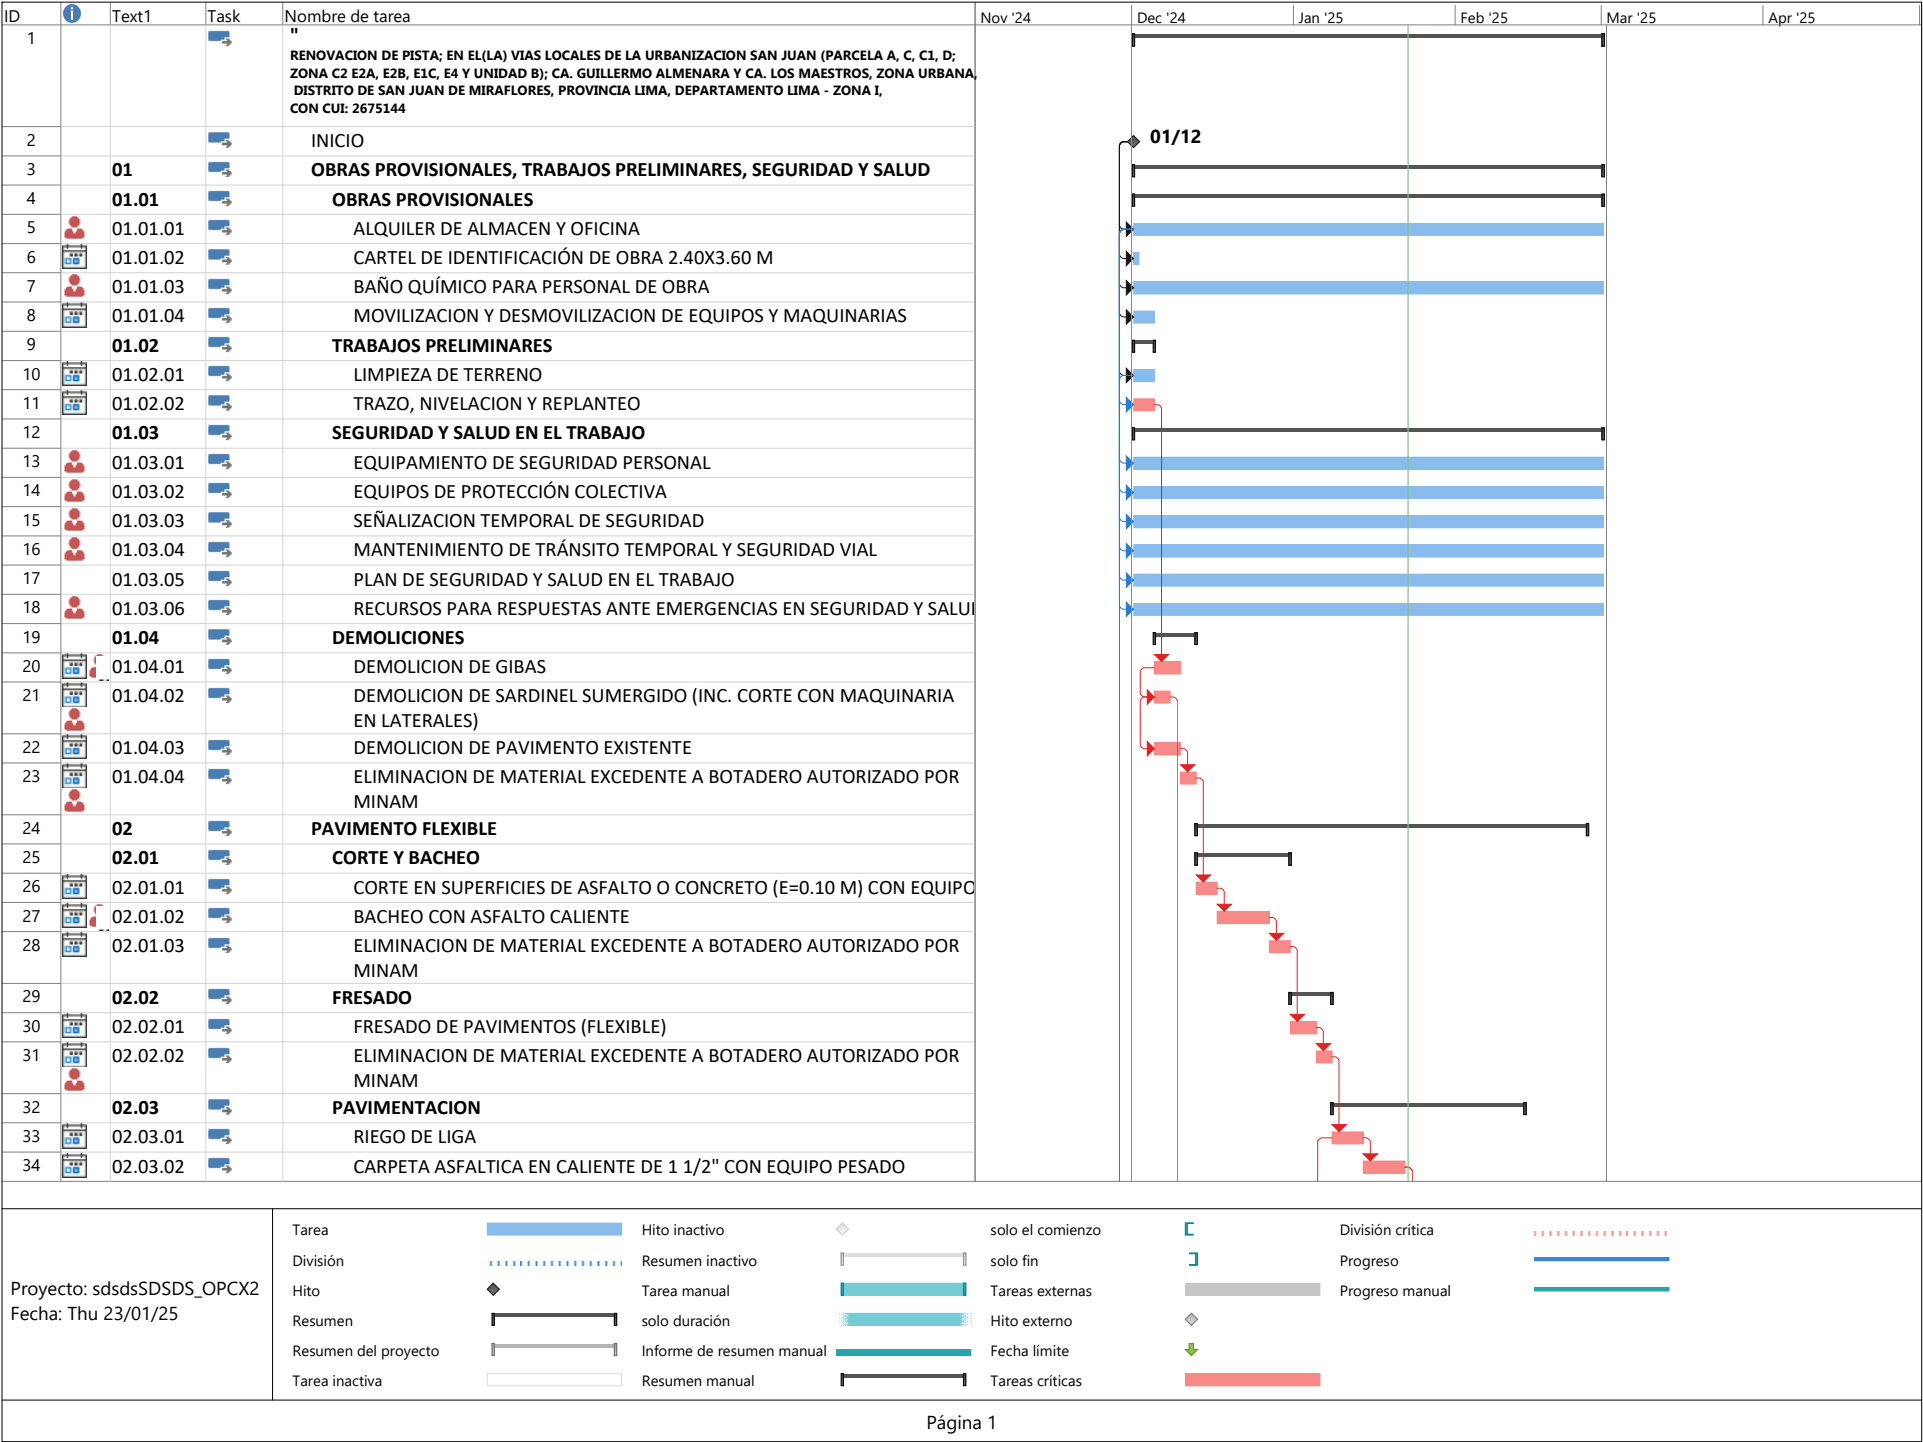 ID Text1 Task Nombre de tarea Nov '24 Dec '24 Jan '25 Feb '25 Mar '25 Apr '25
1 "
RENOVACION DE PISTA; EN EL(LA) VIAS LOCALES DE LA URBANIZACION SAN JUAN (PARCELA A, C, C1, D;
ZONA C2 E2A, E2B, E1C, E4 Y UNIDAD B); CA. GUILLERMO ALMENARA Y CA. LOS MAESTROS, ZONA URBANA,
DISTRITO DE SAN JUAN DE MIRAFLORES, PROVINCIA LIMA, DEPARTAMENTO LIMA - ZONA I,
CON CUI: 2675144
2 INICIO 01/12
3 01 OBRAS PROVISIONALES, TRABAJOS PRELIMINARES, SEGURIDAD Y SALUD
4 01.01 OBRAS PROVISIONALES
5 01.01.01 ALQUILER DE ALMACEN Y OFICINA
6 01.01.02 CARTEL DE IDENTIFICACIÓN DE OBRA 2.40X3.60 M
7 01.01.03 BAÑO QUÍMICO PARA PERSONAL DE OBRA
8 01.01.04 MOVILIZACION Y DESMOVILIZACION DE EQUIPOS Y MAQUINARIAS
9 01.02 TRABAJOS PRELIMINARES
10 01.02.01 LIMPIEZA DE TERRENO
11 01.02.02 TRAZO, NIVELACION Y REPLANTEO
12 01.03 SEGURIDAD Y SALUD EN EL TRABAJO
13 01.03.01 EQUIPAMIENTO DE SEGURIDAD PERSONAL
14 01.03.02 EQUIPOS DE PROTECCIÓN COLECTIVA
15 01.03.03 SEÑALIZACION TEMPORAL DE SEGURIDAD
16 01.03.04 MANTENIMIENTO DE TRÁNSITO TEMPORAL Y SEGURIDAD VIAL
17 01.03.05 PLAN DE SEGURIDAD Y SALUD EN EL TRABAJO
18 01.03.06 RECURSOS PARA RESPUESTAS ANTE EMERGENCIAS EN SEGURIDAD Y SALU
19 01.04 DEMOLICIONES
20 01.04.01 DEMOLICION DE GIBAS
21 01.04.02 DEMOLICION DE SARDINEL SUMERGIDO (INC. CORTE CON MAQUINARIA
EN LATERALES)
22 01.04.03 DEMOLICION DE PAVIMENTO EXISTENTE
23 01.04.04 ELIMINACION DE MATERIAL EXCEDENTE A BOTADERO AUTORIZADO POR
MINAM
24 02 PAVIMENTO FLEXIBLE
25 02.01 CORTE Y BACHEO
26 02.01.01 CORTE EN SUPERFICIES DE ASFALTO O CONCRETO (E=0.10 M) CON EQUIPO
27 02.01.02 BACHEO CON ASFALTO CALIENTE
28 02.01.03 ELIMINACION DE MATERIAL EXCEDENTE A BOTADERO AUTORIZADO POR
MINAM
29 02.02 FRESADO
30 02.02.01 FRESADO DE PAVIMENTOS (FLEXIBLE)
31 02.02.02 ELIMINACION DE MATERIAL EXCEDENTE A BOTADERO AUTORIZADO POR
MINAM
32 02.03 PAVIMENTACION
33 02.03.01 RIEGO DE LIGA
34 02.03.02 CARPETA ASFALTICA EN CALIENTE DE 1 1/2" CON EQUIPO PESADO
Proyecto: sdsdsSDSDS_OPCX2
Fecha: Thu 23/01/25
Tarea Hito inactivo solo el comienzo División crítica
División Resumen inactivo solo fin Progreso
Hito Tarea manual Tareas externas Progreso manual
Resumen solo duración Hito externo
Resumen del proyecto Informe de resumen manual Fecha límite
Tarea inactiva Resumen manual Tareas críticas
Página 1